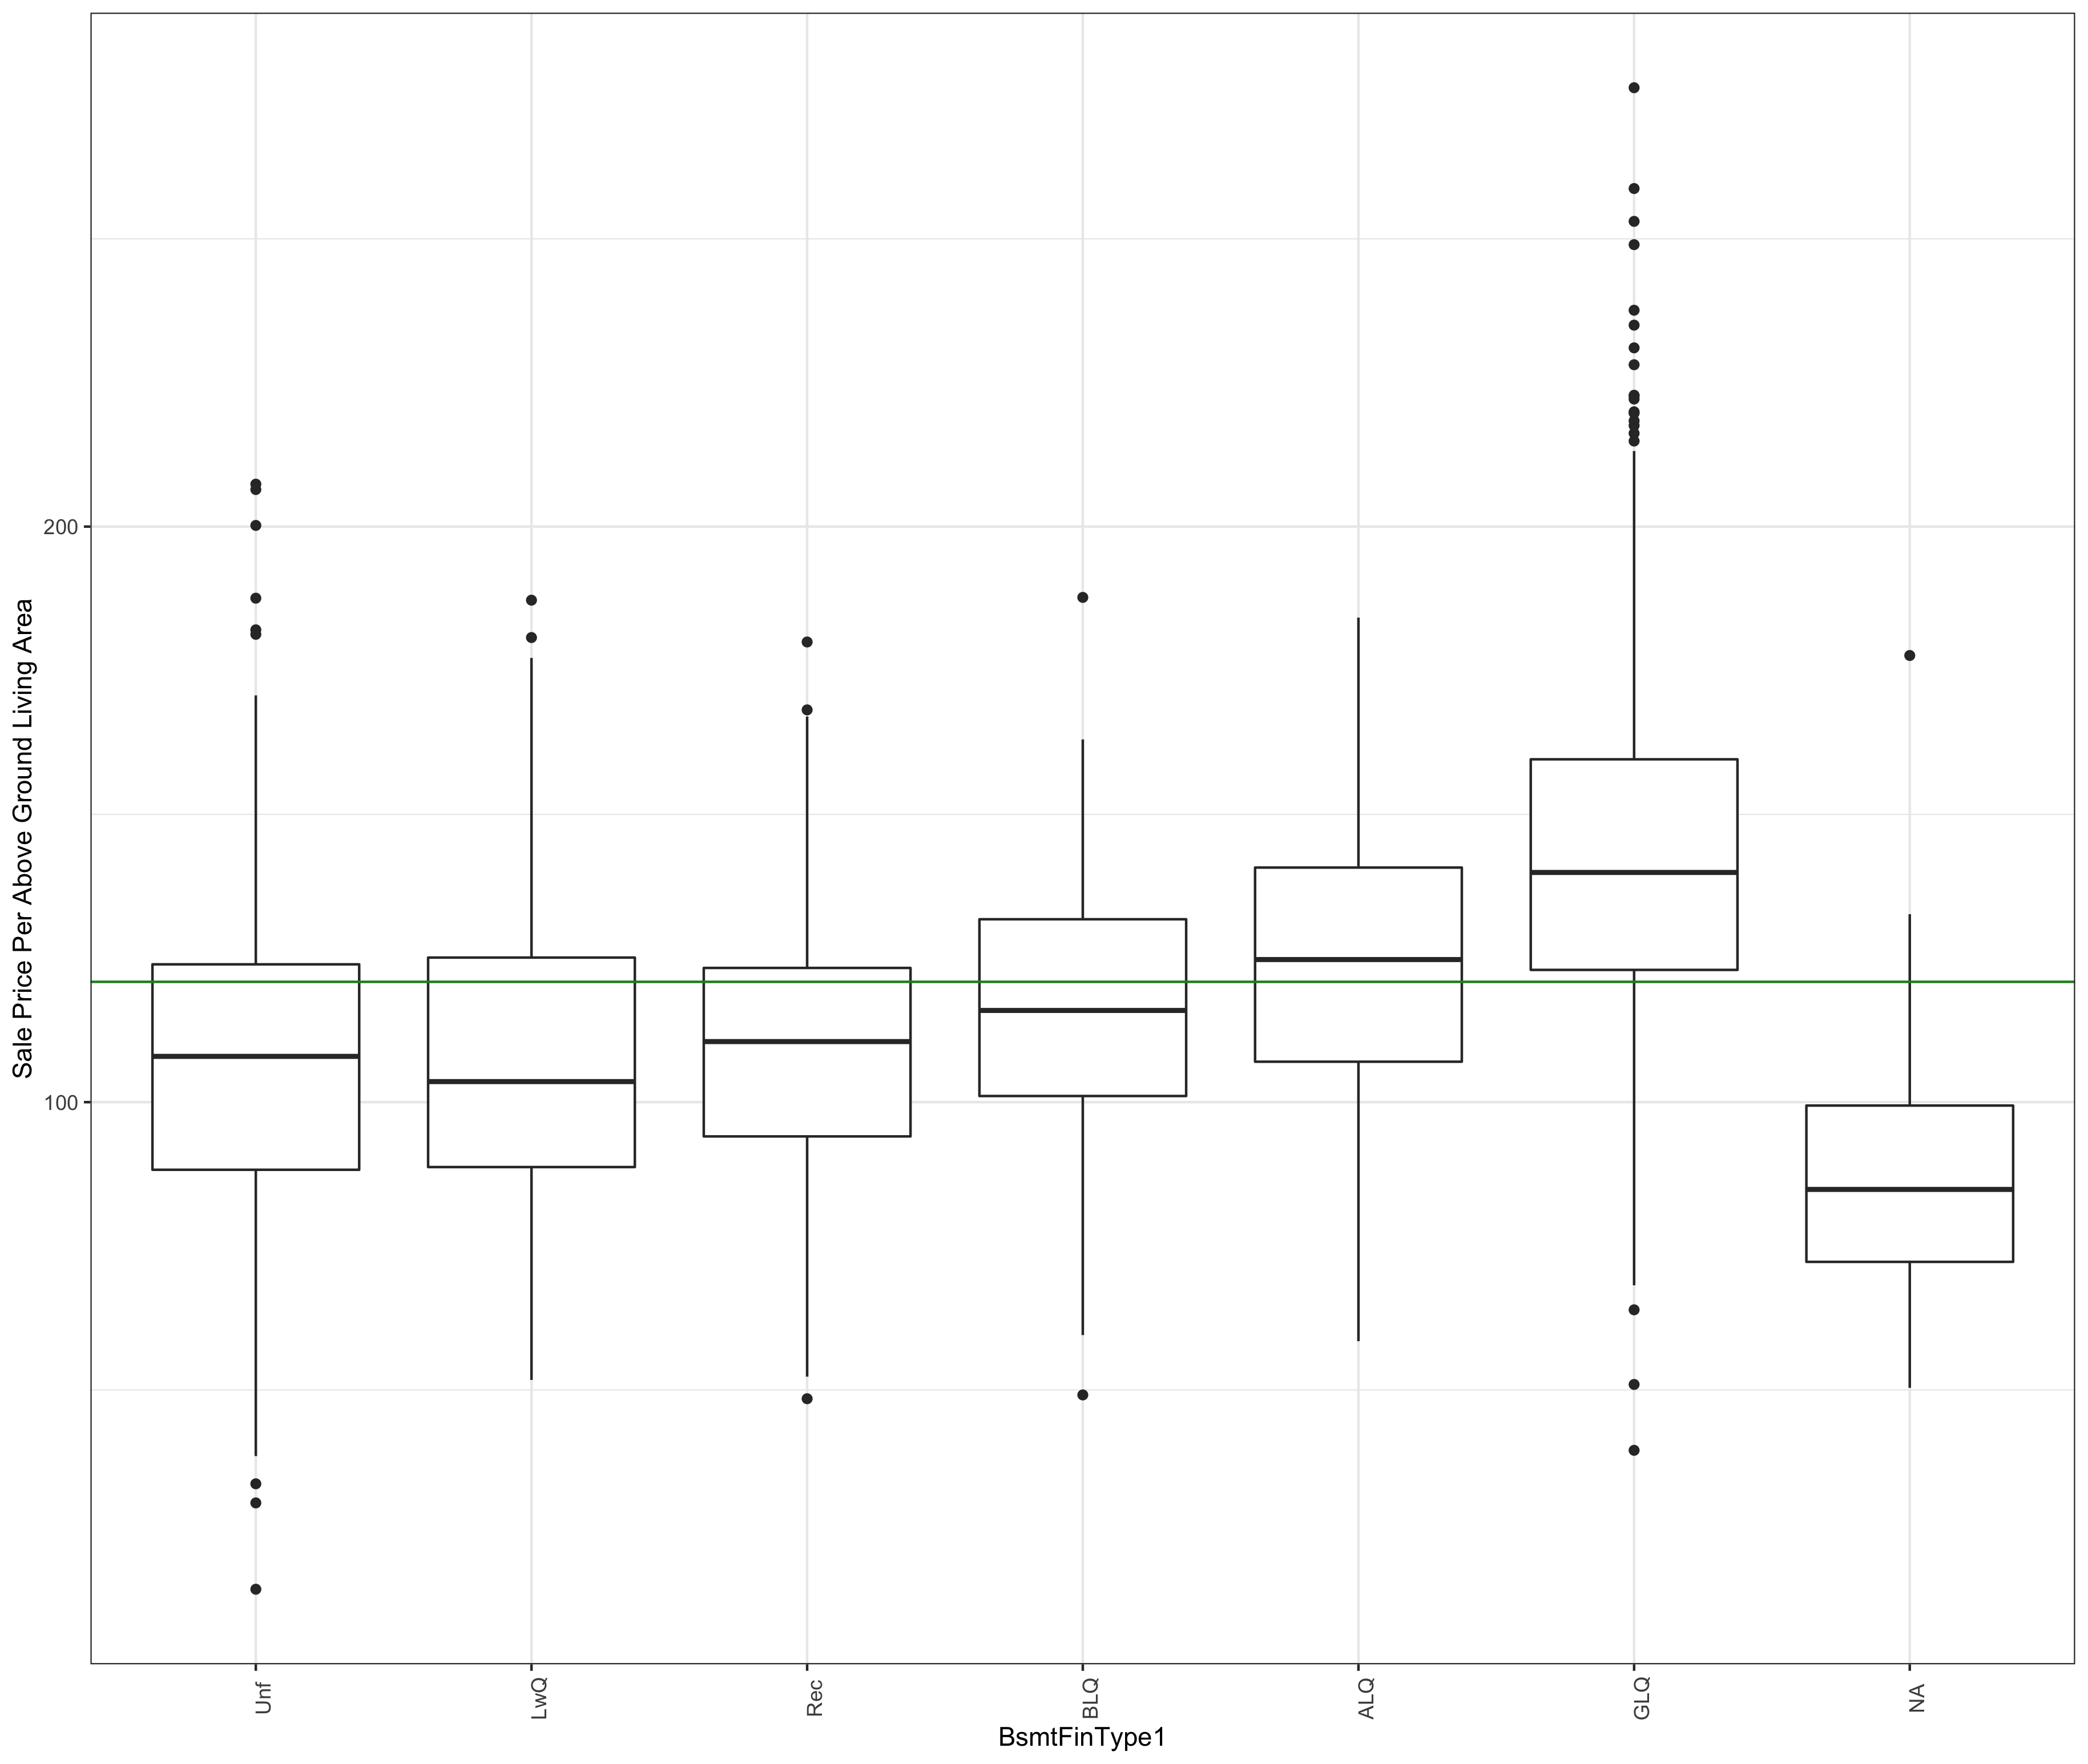 Sale Price Per Above Ground Living Area
200
100
Unf
LwQ
Rec
BLQ
ALQ
GLQ
NA
BsmtFinType1